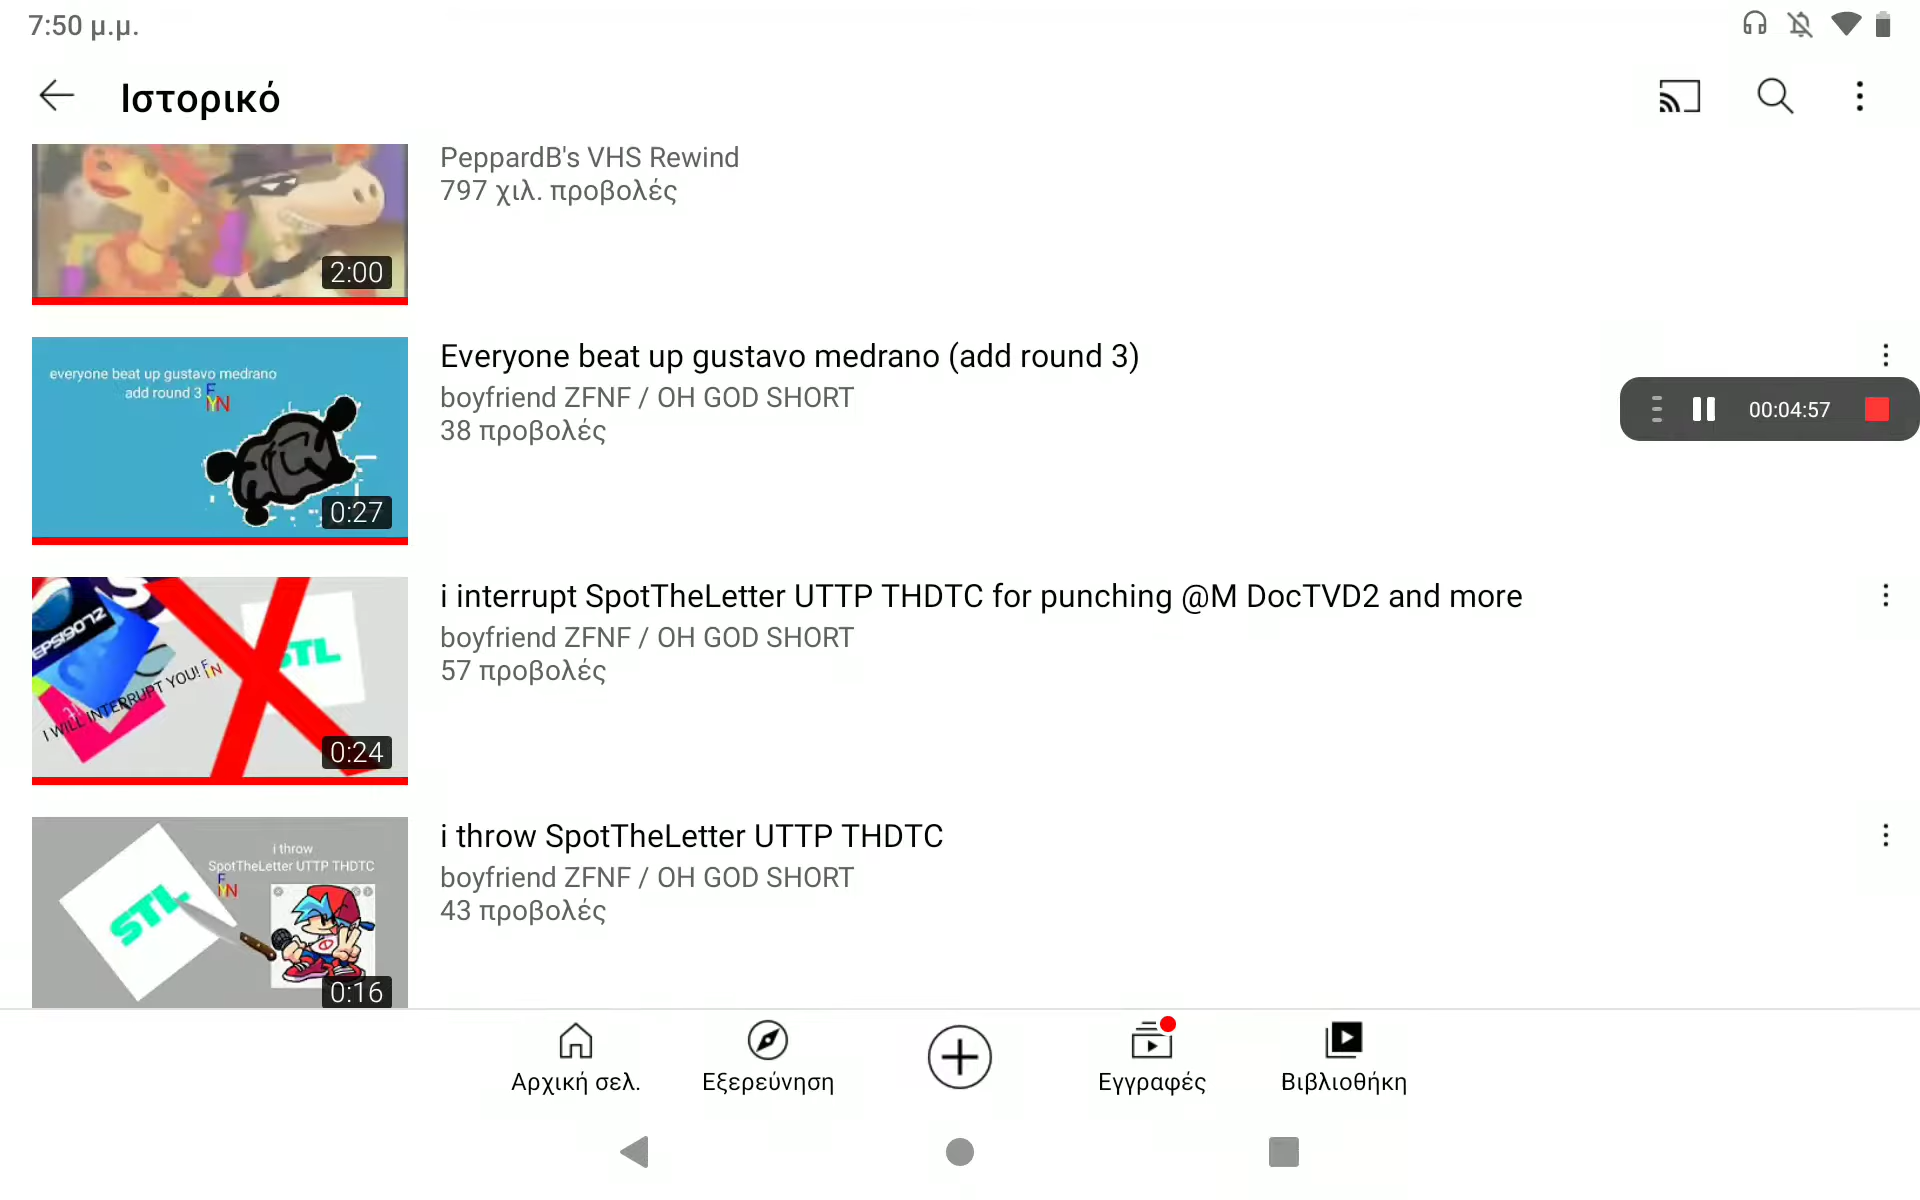 7:50 μ.μ.
Ιστορικό
PeppardB's VHS Rewind
797 χιλ. προβολές
2:00
everyone beat up gustavo medrano
add round 3
FYN
0:27
Everyone beat up gustavo medrano (add round 3)
boyfriend ZFNF / OH GOD SHORT
38 προβολές
00:04:57
EPSI9072
STL
I WILL INTERRUPT YOU!
0:24
i interrupt SpotTheLetter UTTP THDTC for punching @M DocTVD2 and more
boyfriend ZFNF / OH GOD SHORT
57 προβολές
i throw
SpotTheLetter UTTP THDTC
FYN
STL
0:16
i throw SpotTheLetter UTTP THDTC
boyfriend ZFNF / OH GOD SHORT
43 προβολές
Αρχική σελ.
Εξερεύνηση
Εγγραφές
Βιβλιοθήκη